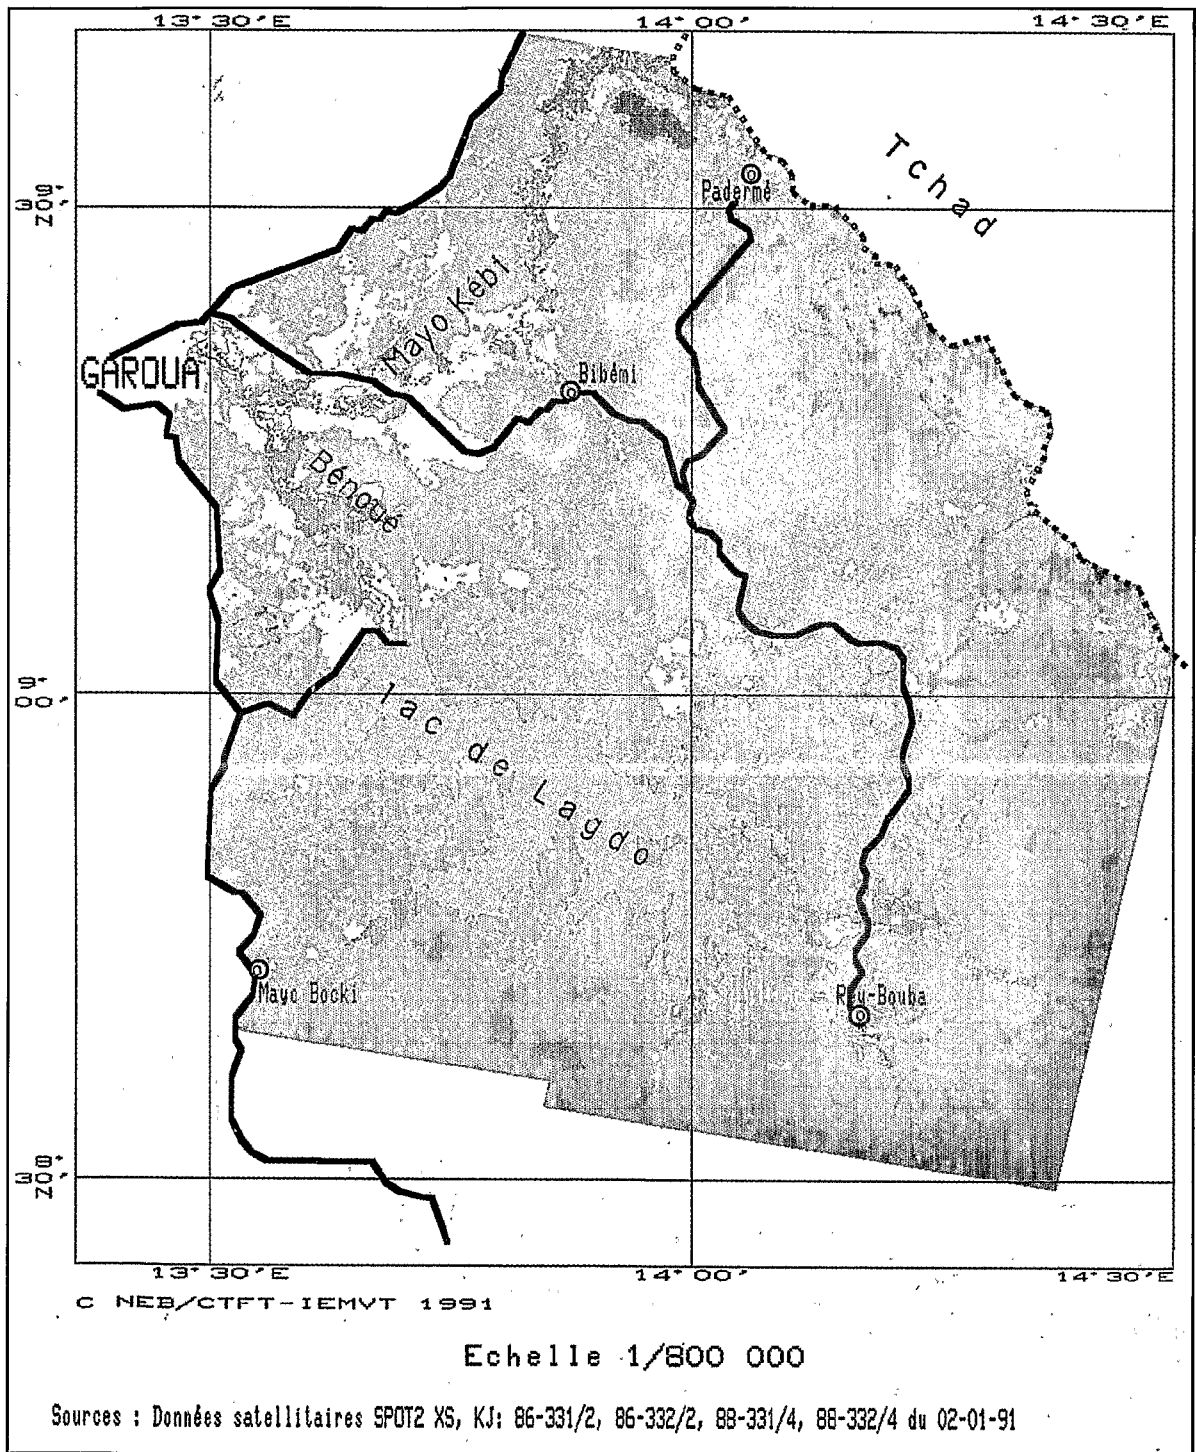 13°30'E 14°00' 14°30'E
Tchad
Padermé
9° 20'
Mayo Kébi
GAROUA
Bibémi
Bénoué
9° 00'
lac de Lagdo
Mayo Bocki
Rey-Bouba
8° 20'
13°30'E 14°00' 14°30'E
C NEB/CTFT-IEMVT 1991
Echelle 1/800 000
Sources : Données satellitaires SPOT2 XS, KJ: 86-331/2, 86-332/2, 88-331/4, 88-332/4 du 02-01-91